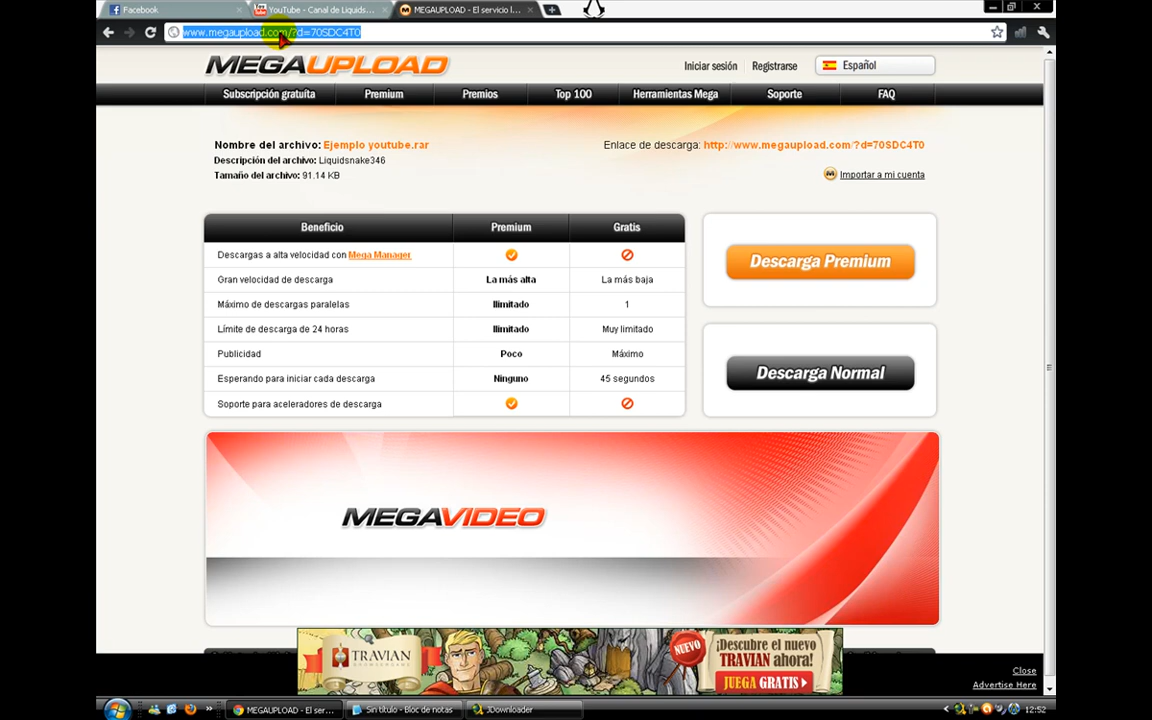 Facebook
YouTube - Canal de Liquids...
MEGAUPLOAD - El servicio l...
www.megaupload.com/?d=70SDC4T0
MEGAUPLOAD
Iniciar sesión
Registrarse
Español
Subscripción gratuíta
Premium
Premios
Top 100
Herramientas Mega
Soporte
FAQ
Nombre del archivo: Ejemplo youtube.rar
Enlace de descarga: http://www.megaupload.com/?d=70SDC4T0
Descripción del archivo: Liquidsnake346
Tamaño del archivo: 91.14 KB
Importar a mi cuenta
Beneficio Premium Gratis
Descargas a alta velocidad con Mega Manager
Gran velocidad de descarga La más alta La más baja
Máximo de descargas paralelas Ilimitado 1
Límite de descarga de 24 horas Ilimitado Muy limitado
Publicidad Poco Máximo
Esperando para iniciar cada descarga Ninguno 45 segundos
Soporte para aceleradores de descarga
Descarga Premium
Descarga Normal
MEGAVIDEO
TRAVIAN
NUEVO
¡Descubre el nuevo
TRAVIAN ahora!
JUEGA GRATIS
Close
Advertise Here
MEGAUPLOAD - El ser...
Sin título - Bloc de notas
JDownloader
12:52